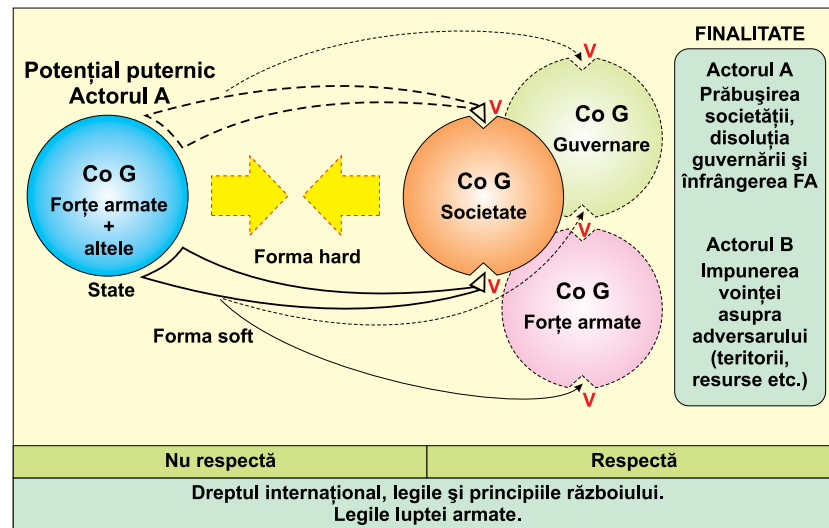 Potențial puternic
Actorul A
Co G
Forțe armate
+
altele
State
Forma hard
Forma soft
V
V
V
V
V
Co G
Guvernare
Co G
Societate
Co G
Forțe armate
FINALITATE
Actorul A
Prăbușirea
societății,
disoluția
guvernării și
înfrângerea FA
Actorul B
Impunerea
voinței
asupra
adversarului
(teritorii,
resurse etc.)
Nu respectă
Respectă
Dreptul internațional, legile și principiile războiului.
Legile luptei armate.